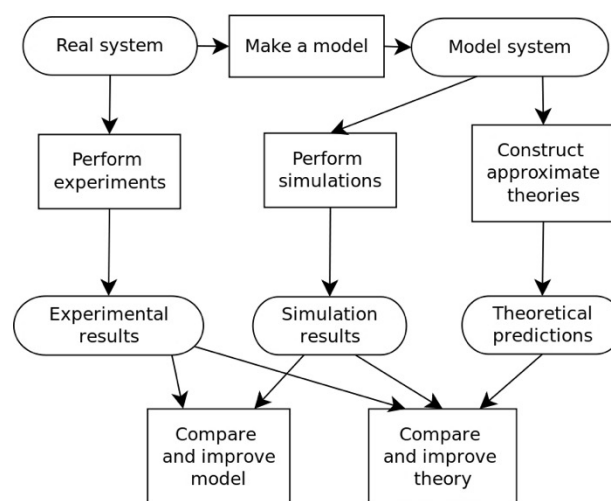 Real system
Make a model
Model system
Perform
experiments
Perform
simulations
Construct
approximate
theories
Experimental
results
Simulation
results
Theoretical
predictions
Compare
and improve
model
Compare
and improve
theory